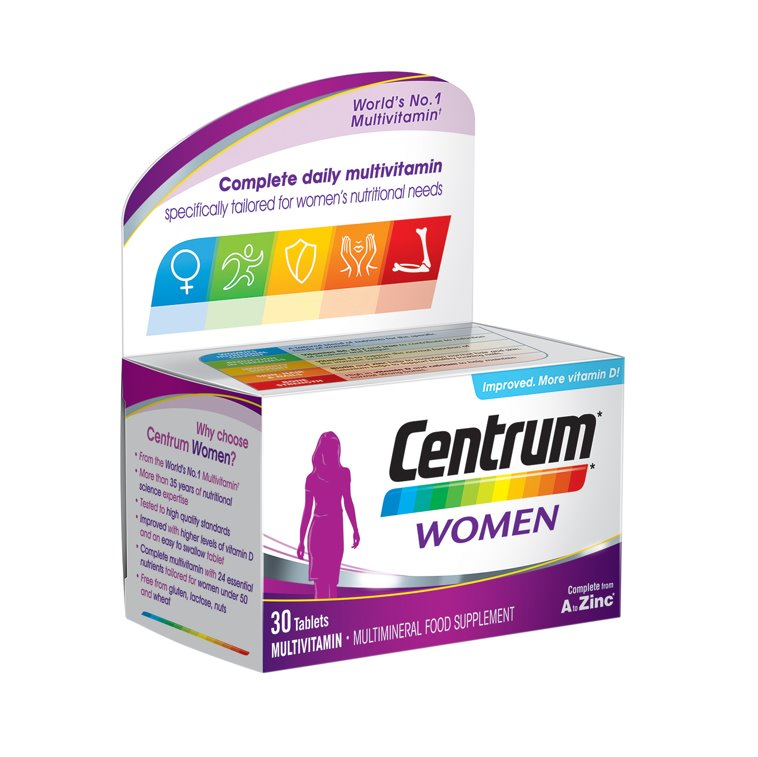 World's No.1
Multivitamin†
Complete daily multivitamin
specifically tailored for women's nutritional needs
Improved. More vitamin D!
Centrum*
*
WOMEN
30 Tablets
MULTIVITAMIN • MULTIMINERAL FOOD SUPPLEMENT
Complete from
A to Zinc*
Why choose
Centrum Women?
• From the World's No.1 Multivitamin†
• More than 35 years of nutritional
science expertise
• Tested to high quality standards
• Improved with higher levels of vitamin D
and an easy to swallow tablet
• Complete multivitamin with 24 essential
nutrients tailored for women under 50
• Free from gluten, lactose, nuts
and wheat